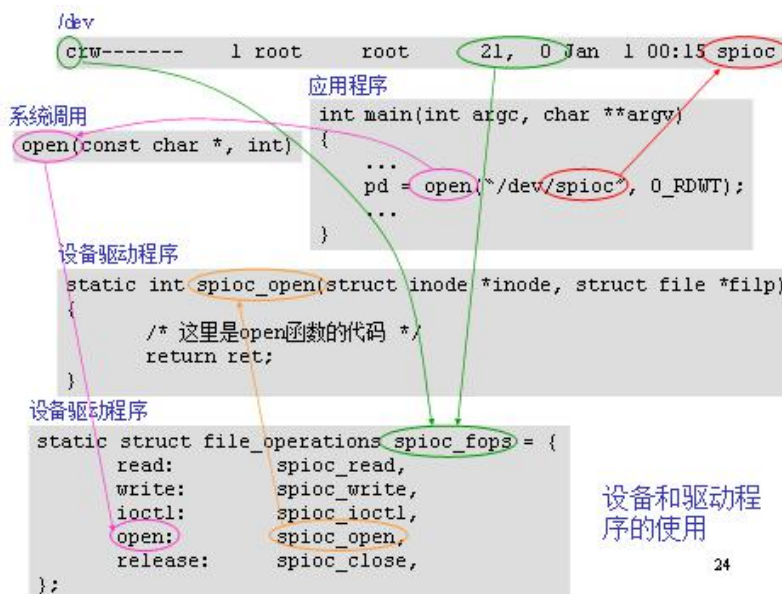 /dev
crw------- 1 root root 21, 0 Jan 1 00:15 spioc
应用程序
int main(int argc, char **argv)
{
...
pd = open("/dev/spioc", O_RDWT);
...
}
系统调用
open(const char *, int)
设备驱动程序
static int spioc_open(struct inode *inode, struct file *filp)
{
/* 这里是open函数的代码 */
return ret;
}
设备驱动程序
static struct file_operations spioc_fops = {
read: spioc_read,
write: spioc_write,
ioctl: spioc_ioctl,
open: spioc_open,
release: spioc_close,
};
设备和驱动程
序的使用
24